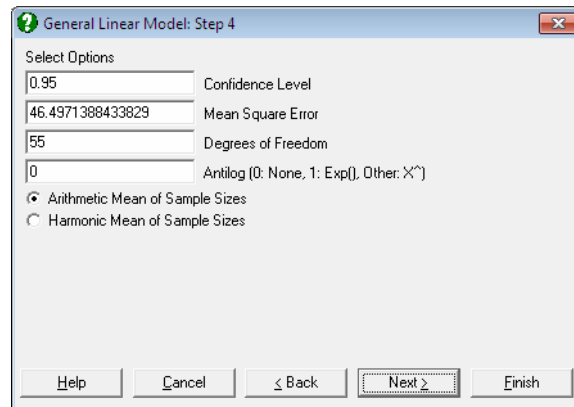 General Linear Model: Step 4
Select Options
0.95 Confidence Level
46.4971388433829 Mean Square Error
55 Degrees of Freedom
0 Antilog (0: None, 1: Exp(), Other: X^)
Arithmetic Mean of Sample Sizes
Harmonic Mean of Sample Sizes
Help Cancel < Back Next > Finish